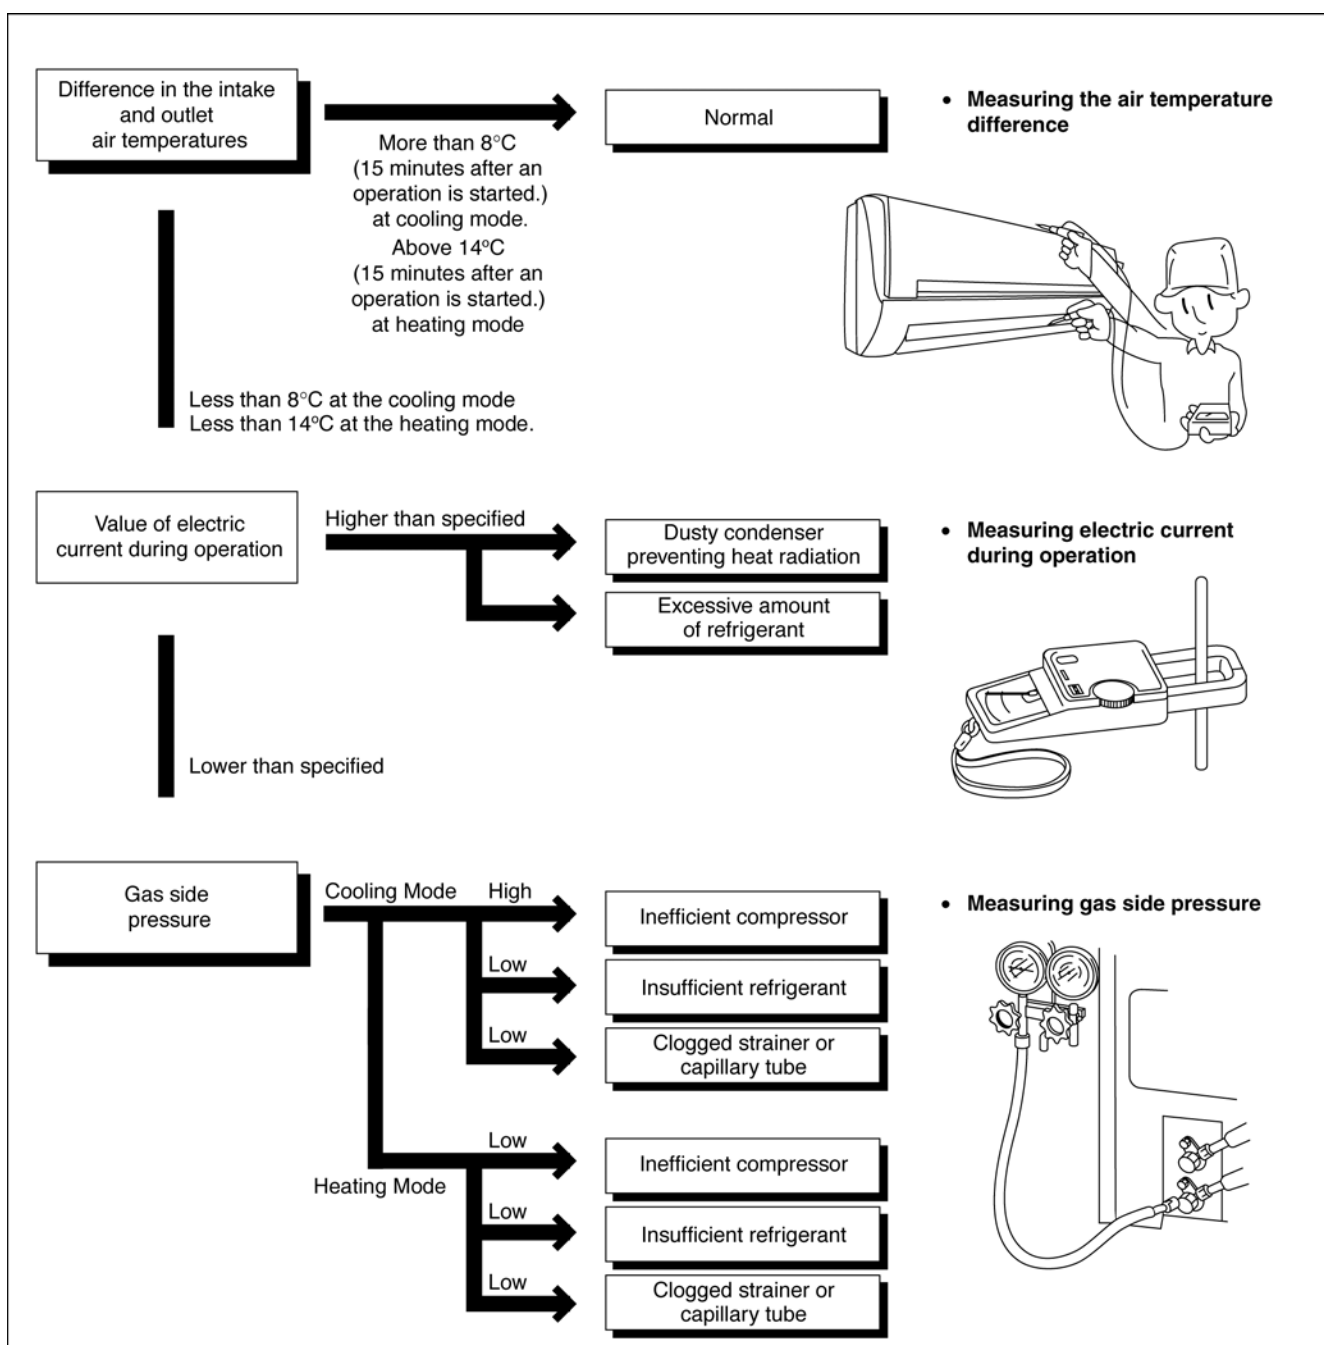 Difference in the intake
and outlet
air temperatures
More than 8°C
(15 minutes after an
operation is started.)
at cooling mode.
Above 14°C
(15 minutes after an
operation is started.)
at heating mode
Normal
• Measuring the air temperature
difference
Less than 8°C at the cooling mode
Less than 14°C at the heating mode.
Value of electric
current during operation
Higher than specified
Dusty condenser
preventing heat radiation
Excessive amount
of refrigerant
• Measuring electric current
during operation
Lower than specified
Gas side
pressure
Cooling Mode
High
Inefficient compressor
Low
Insufficient refrigerant
Low
Clogged strainer or
capillary tube
• Measuring gas side pressure
Heating Mode
Low
Inefficient compressor
Low
Insufficient refrigerant
Low
Clogged strainer or
capillary tube